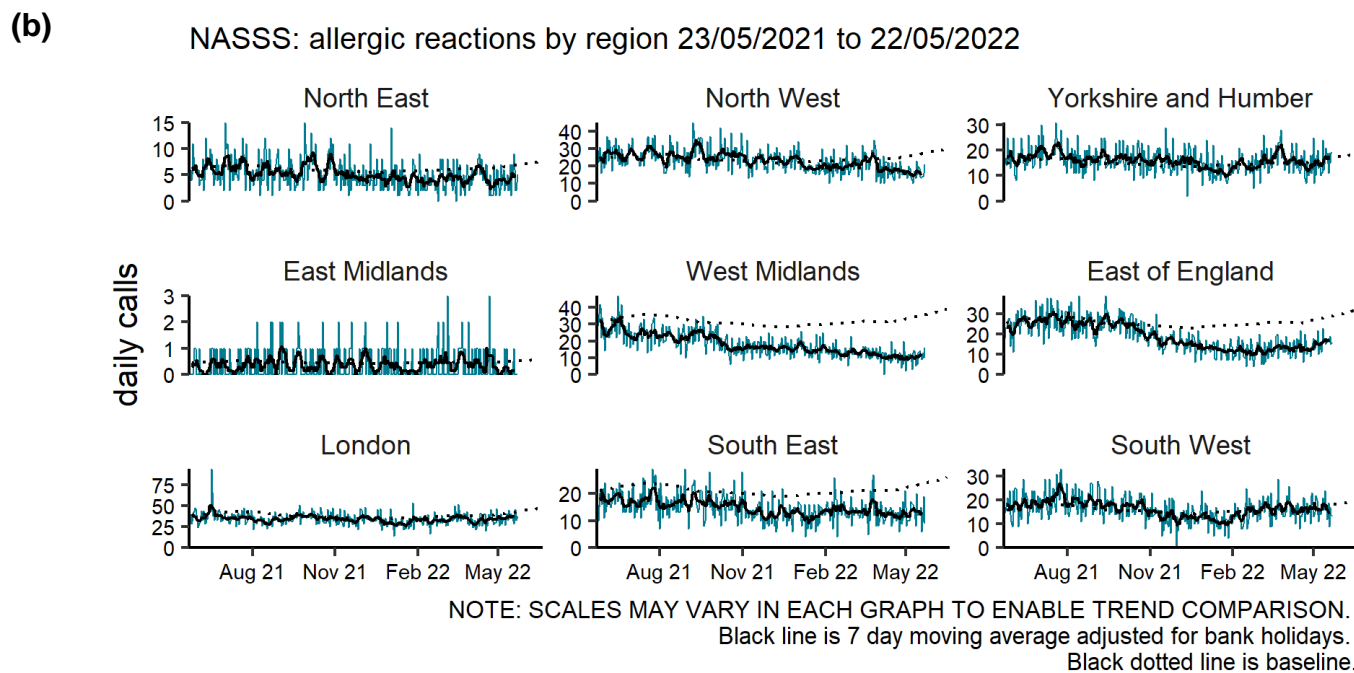 (b)
NASSS: allergic reactions by region 23/05/2021 to 22/05/2022
daily calls
North East
15
10
5
0
North West
40
30
20
10
0
Yorkshire and Humber
30
20
10
0
East Midlands
3
2
1
0
West Midlands
40
30
20
10
0
East of England
30
20
10
0
London
75
50
25
0
Aug 21 Nov 21 Feb 22 May 22
South East
20
10
0
Aug 21 Nov 21 Feb 22 May 22
South West
30
20
10
0
Aug 21 Nov 21 Feb 22 May 22
NOTE: SCALES MAY VARY IN EACH GRAPH TO ENABLE TREND COMPARISON.
Black line is 7 day moving average adjusted for bank holidays.
Black dotted line is baseline.